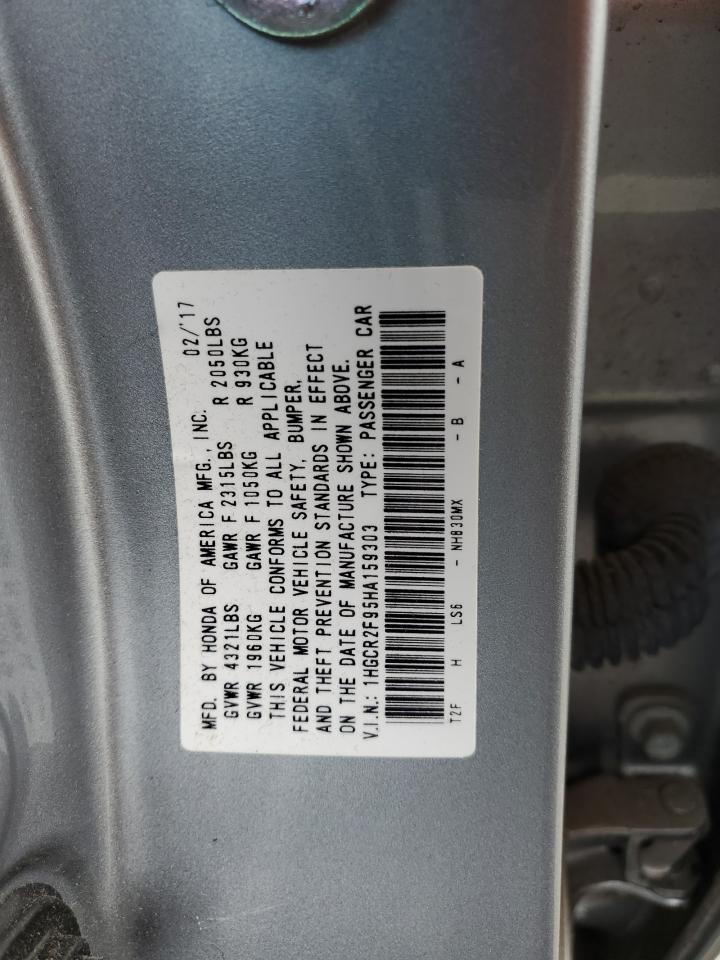 MFD. BY HONDA OF AMERICA MFG., INC. 02/'17
GVWR 4321LBS GAWR F 2315LBS R 2050LBS
GVWR 1960KG GAWR F 1050KG R 930KG
THIS VEHICLE CONFORMS TO ALL APPLICABLE
FEDERAL MOTOR VEHICLE SAFETY, BUMPER,
AND THEFT PREVENTION STANDARDS IN EFFECT
ON THE DATE OF MANUFACTURE SHOWN ABOVE.
V.I.N.: 1HGCR2F95HA159303 TYPE: PASSENGER CAR
T2F H LS6 - NH830MX - B - A